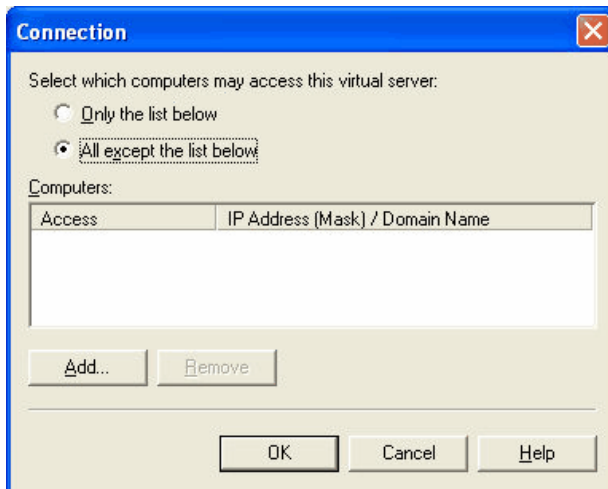 Connection
Select which computers may access this virtual server:
Only the list below
All except the list below
Computers:
Access IP Address (Mask) / Domain Name
Add... Remove
OK Cancel Help